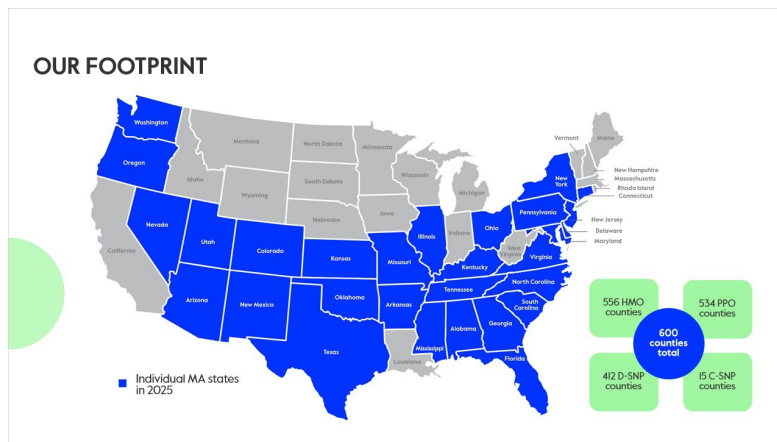 OUR FOOTPRINT
Washington
Oregon
California
Nevada
Idaho
Montana
Wyoming
Utah
Arizona
Colorado
New Mexico
North Dakota
South Dakota
Nebraska
Kansas
Oklahoma
Texas
Minnesota
Iowa
Missouri
Arkansas
Louisiana
Wisconsin
Illinois
Michigan
Indiana
Ohio
Kentucky
Tennessee
Mississippi
Alabama
Georgia
Florida
South
Carolina
North Carolina
Virginia
West
Virginia
Pennsylvania
New
York
Vermont
Maine
New Hampshire
Massachusetts
Rhode Island
Connecticut
New Jersey
Delaware
Maryland
Individual MA states
in 2025
556 HMO
counties
534 PPO
counties
600
counties
total
412 D-SNP
counties
15 C-SNP
counties